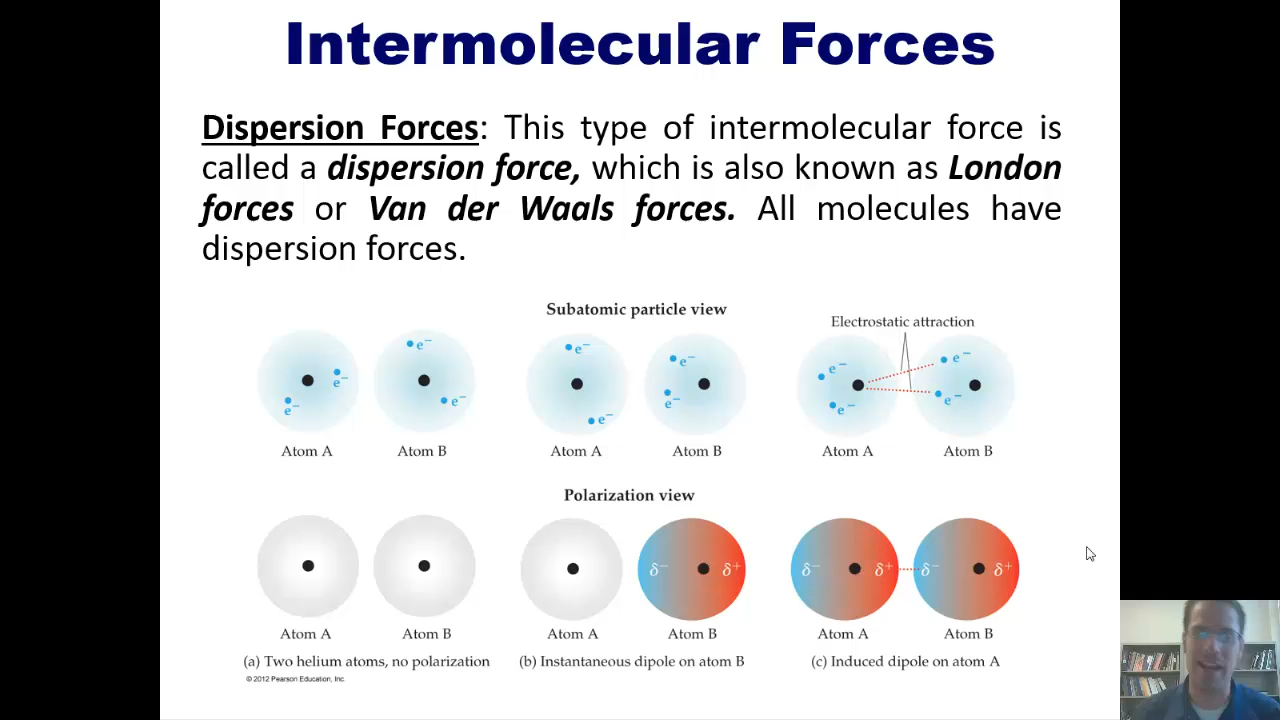 Intermolecular Forces
Dispersion Forces: This type of intermolecular force is
called a dispersion force, which is also known as London
forces or Van der Waals forces. All molecules have
dispersion forces.
Subatomic particle view
Electrostatic attraction
e⁻ e⁻ e⁻ e⁻
e⁻ e⁻ e⁻ e⁻
e⁻ e⁻ e⁻ e⁻
Atom A Atom B Atom A Atom B Atom A Atom B
Polarization view
δ⁻ δ⁺ δ⁻ δ⁺ δ⁻ δ⁺
Atom A Atom B Atom A Atom B Atom A Atom B
(a) Two helium atoms, no polarization (b) Instantaneous dipole on atom B (c) Induced dipole on atom A
© 2012 Pearson Education, Inc.